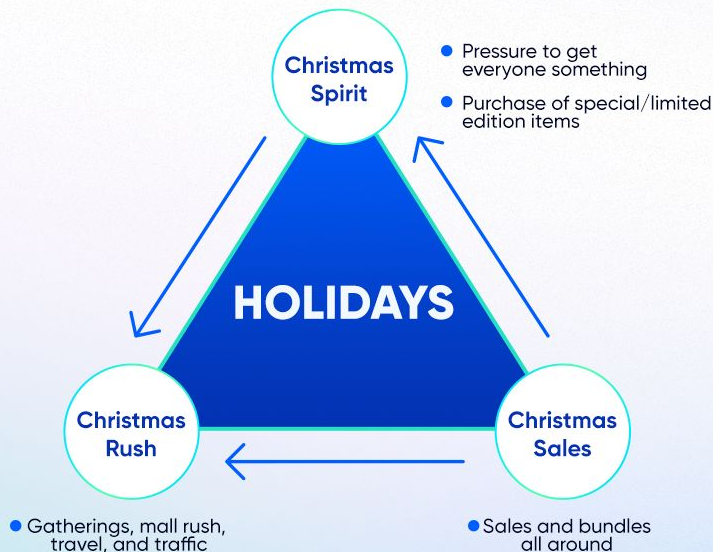 Christmas
Spirit
Pressure to get
everyone something
Purchase of special/limited
edition items
HOLIDAYS
Christmas
Rush
Christmas
Sales
Gatherings, mall rush,
travel, and traffic
Sales and bundles
all around